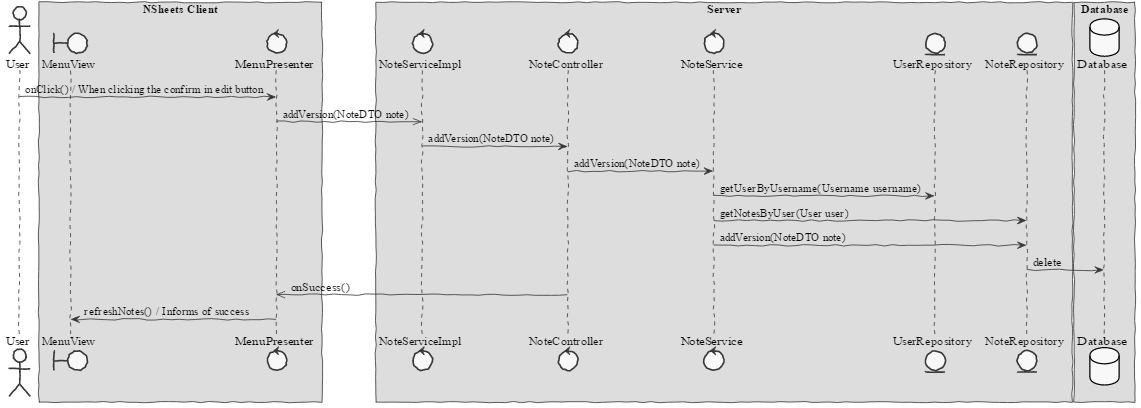 NSheets Client
Server
Database
User
MenuView
MenuPresenter
NoteServiceImpl
NoteController
NoteService
UserRepository
NoteRepository
Database
onClick() / When clicking the confirm in edit button
addVersion(NoteDTO note)
addVersion(NoteDTO note)
addVersion(NoteDTO note)
getUserByUsername(Username username)
getNotesByUser(User user)
addVersion(NoteDTO note)
delete
onSuccess()
refreshNotes() / Informs of success
User
MenuView
MenuPresenter
NoteServiceImpl
NoteController
NoteService
UserRepository
NoteRepository
Database